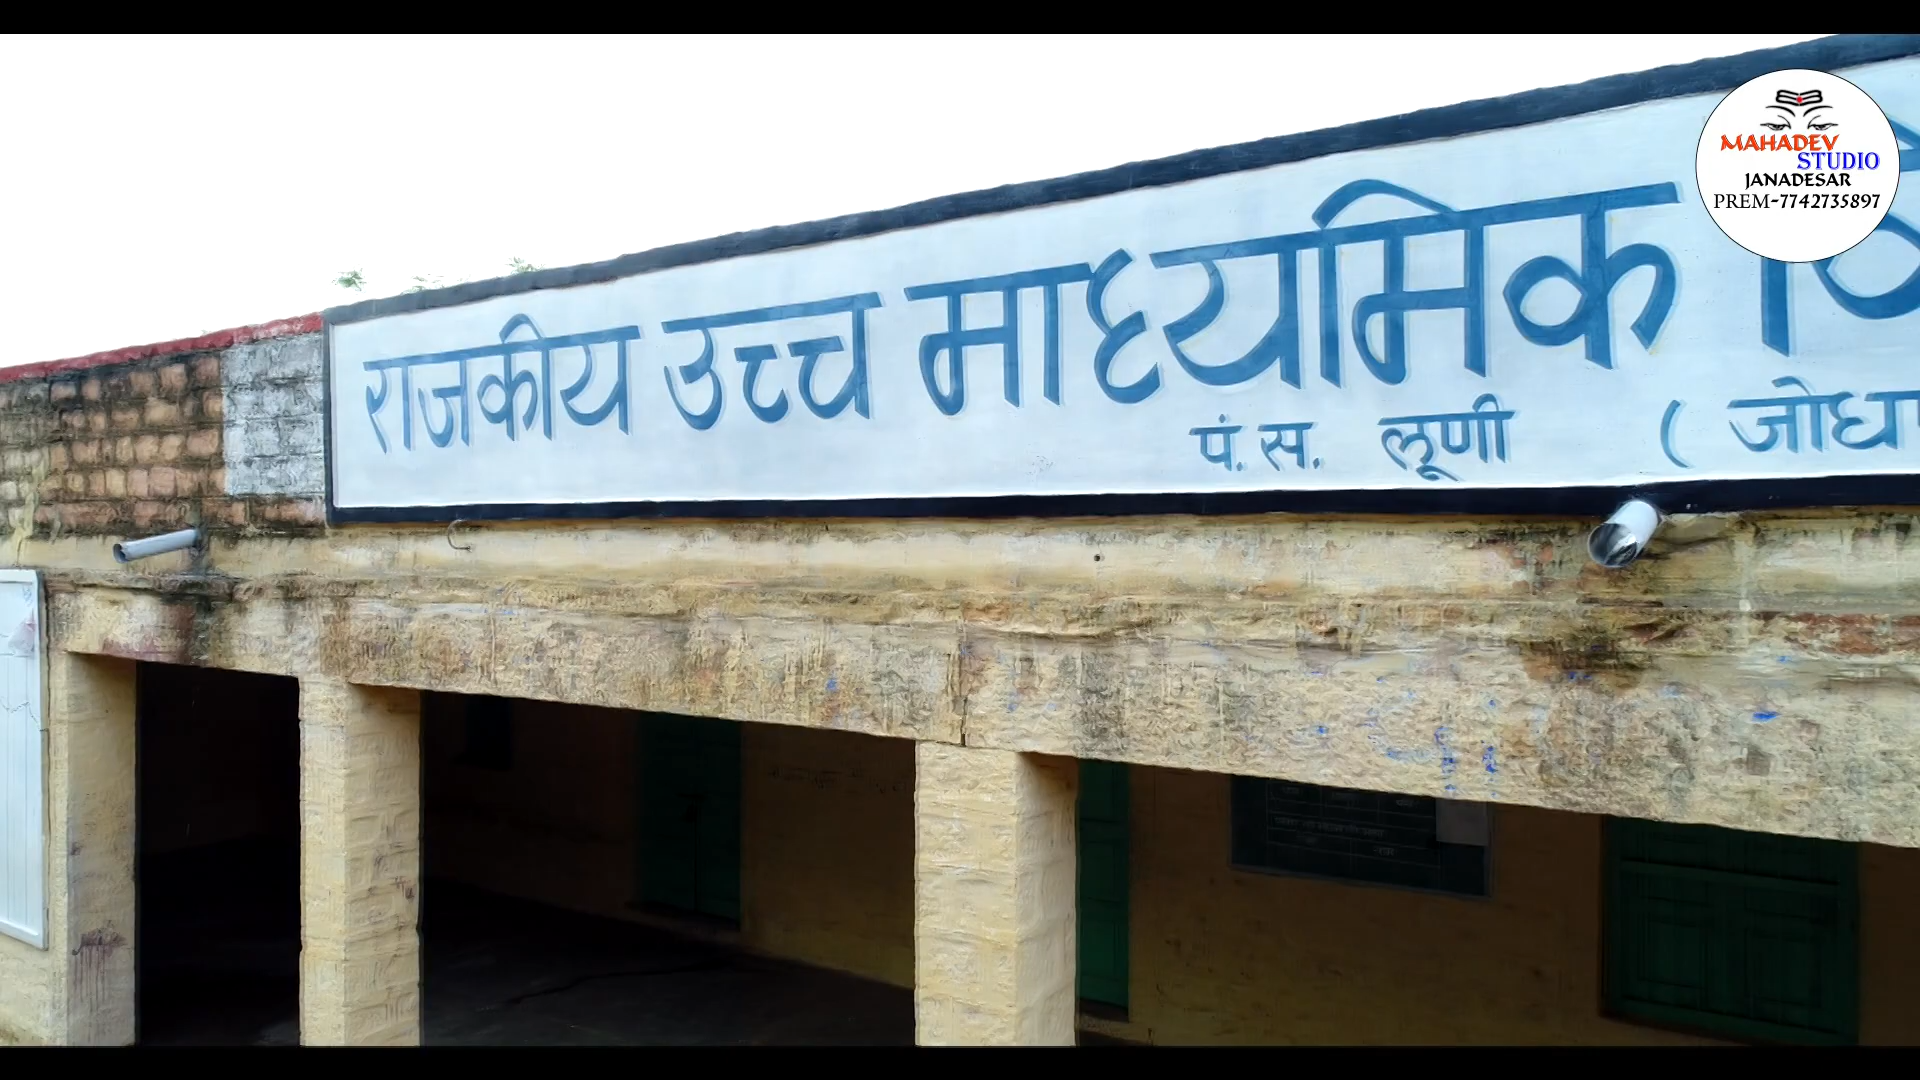 राजकीय उच्च माध्यमिक
पं. स. लूणी ( जोध
MAHADEV
STUDIO
JANADESAR
PREM-7742735897